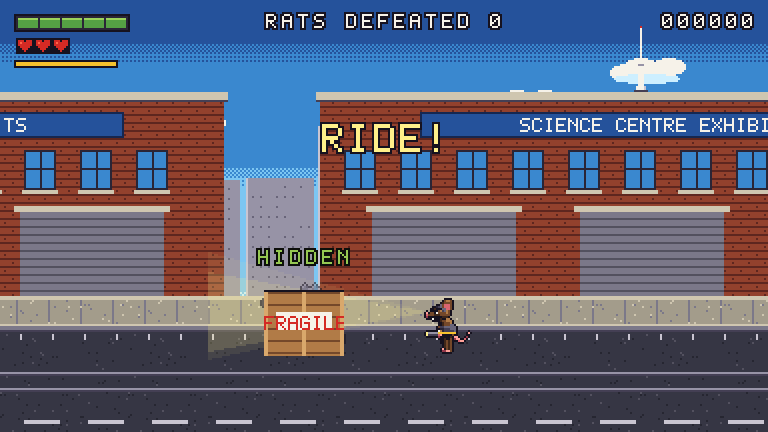 RATS DEFEATED 0
000000
TS
SCIENCE CENTRE EXHIBI
RIDE!
HIDDEN
FRAGILE